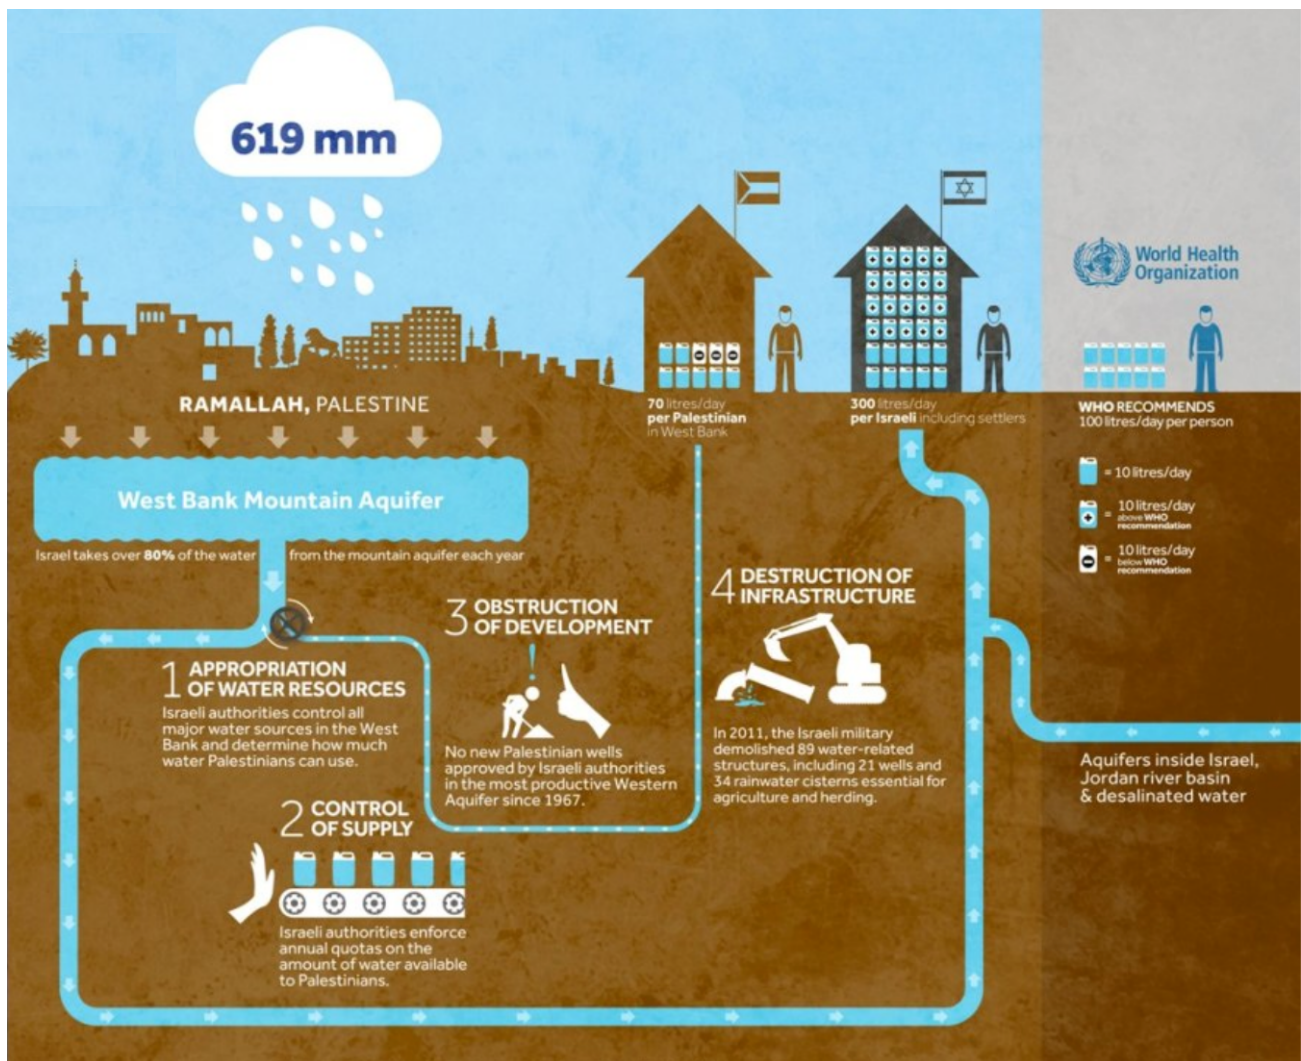 619 mm
World Health
Organization
RAMALLAH, PALESTINE
70 litres/day
per Palestinian
in West Bank
300 litres/day
per Israeli including settlers
WHO RECOMMENDS
100 litres/day per person
= 10 litres/day
= 10 litres/day
above WHO
recommendation
= 10 litres/day
below WHO
recommendation
West Bank Mountain Aquifer
Israel takes over 80% of the water from the mountain aquifer each year
1 APPROPRIATION
OF WATER RESOURCES
Israeli authorities control all
major water sources in the West
Bank and determine how much
water Palestinians can use.
2 CONTROL
OF SUPPLY
Israeli authorities enforce
annual quotas on the
amount of water available
to Palestinians.
3 OBSTRUCTION
OF DEVELOPMENT
!
No new Palestinian wells
approved by Israeli authorities
in the most productive Western
Aquifer since 1967.
4 DESTRUCTION OF
INFRASTRUCTURE
In 2011, the Israeli military
demolished 89 water-related
structures, including 21 wells and
34 rainwater cisterns essential for
agriculture and herding.
Aquifers inside Israel,
Jordan river basin
& desalinated water